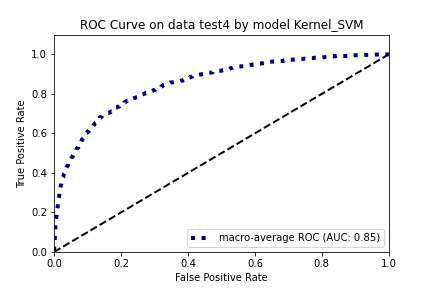 ROC Curve on data test4 by model Kernel_SVM
True Positive Rate
1.0
0.8
0.6
0.4
0.2
0.0
macro-average ROC (AUC: 0.85)
0.0 0.2 0.4 0.6 0.8 1.0
False Positive Rate